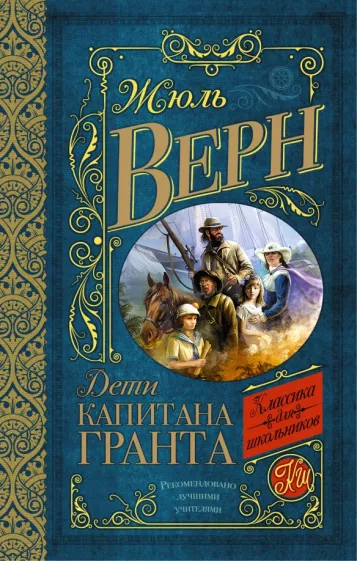 Жюль
Верн
Дети
капитана
Гранта
Классика
для
школьников
КШ
Рекомендовано
лучшими
учителями